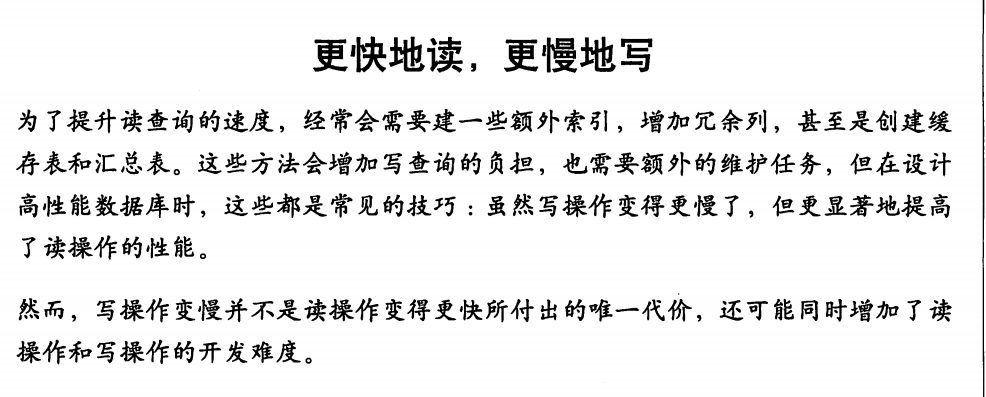 更快地读，更慢地写
为了提升读查询的速度，经常会需要建一些额外索引，增加冗余列，甚至是创建缓
存表和汇总表。这些方法会增加写查询的负担，也需要额外的维护任务，但在设计
高性能数据库时，这些都是常见的技巧：虽然写操作变得更慢了，但更显著地提高
了读操作的性能。
然而，写操作变慢并不是读操作变得更快所付出的唯一代价，还可能同时增加了读
操作和写操作的开发难度。